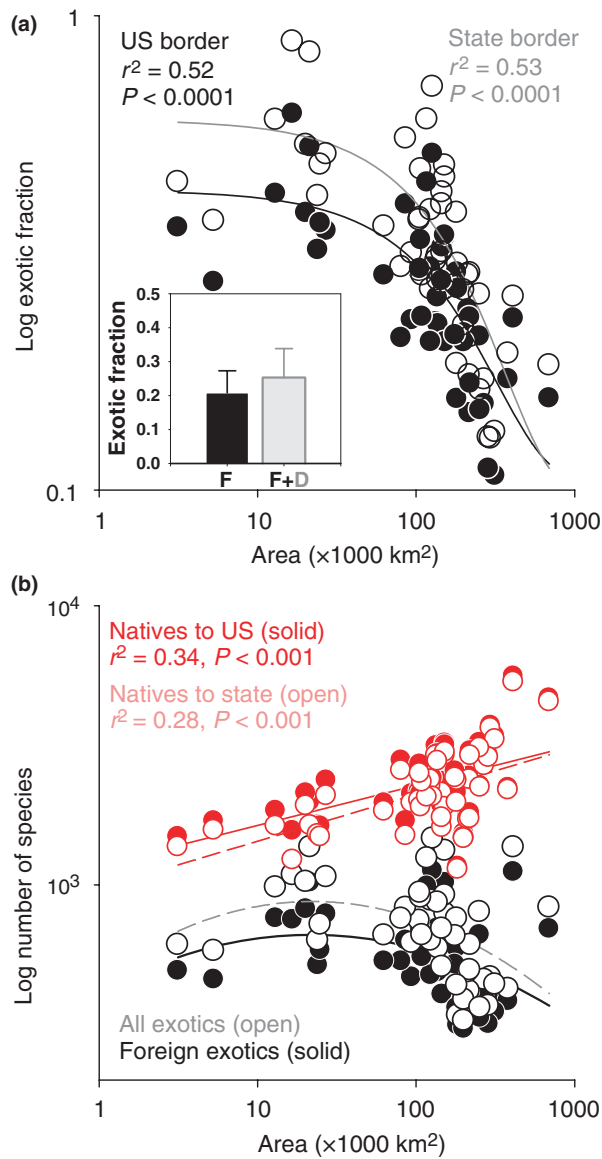 (a)
1
US border
r² = 0.52
P < 0.0001
State border
r² = 0.53
P < 0.0001
Log exotic fraction
0.5
0.4
0.3
0.2
0.1
0.0
Exotic fraction
F
F+D
0.1
1
10
100
1000
Area (×1000 km²)
(b)
10⁴
Natives to US (solid)
r² = 0.34, P < 0.001
Natives to state (open)
r² = 0.28, P < 0.001
10³
Log number of species
All exotics (open)
Foreign exotics (solid)
1
10
100
1000
Area (×1000 km²)